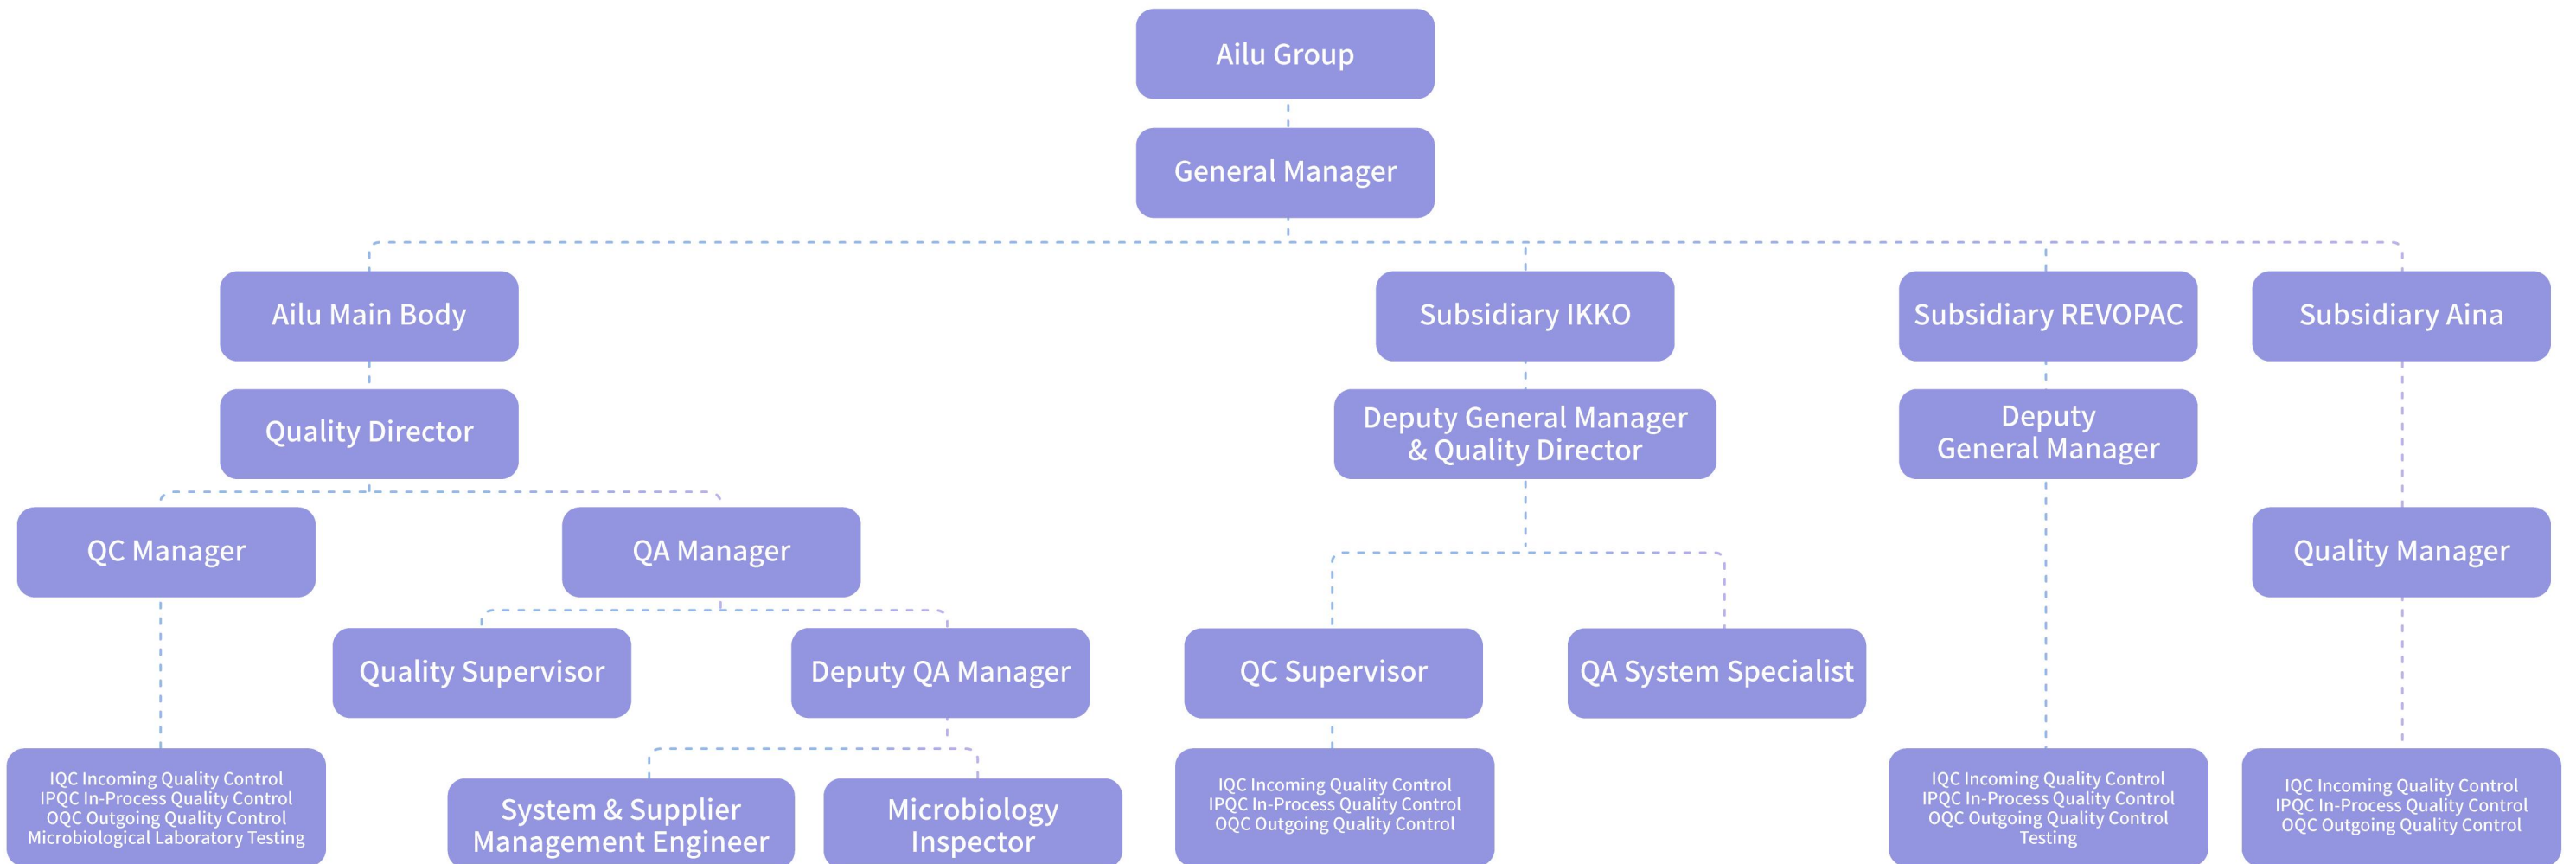 Ailu Group
General Manager
Ailu Main Body
Subsidiary IKKO
Subsidiary REVOPAC
Subsidiary Aina
Quality Director
Deputy General Manager
& Quality Director
Deputy
General Manager
QC Manager
QA Manager
Quality Manager
Quality Supervisor
Deputy QA Manager
QC Supervisor
QA System Specialist
IQC Incoming Quality Control
IPQC In-Process Quality Control
OQC Outgoing Quality Control
Microbiological Laboratory Testing
System & Supplier
Management Engineer
Microbiology
Inspector
IQC Incoming Quality Control
IPQC In-Process Quality Control
OQC Outgoing Quality Control
IQC Incoming Quality Control
IPQC In-Process Quality Control
OQC Outgoing Quality Control
Testing
IQC Incoming Quality Control
IPQC In-Process Quality Control
OQC Outgoing Quality Control